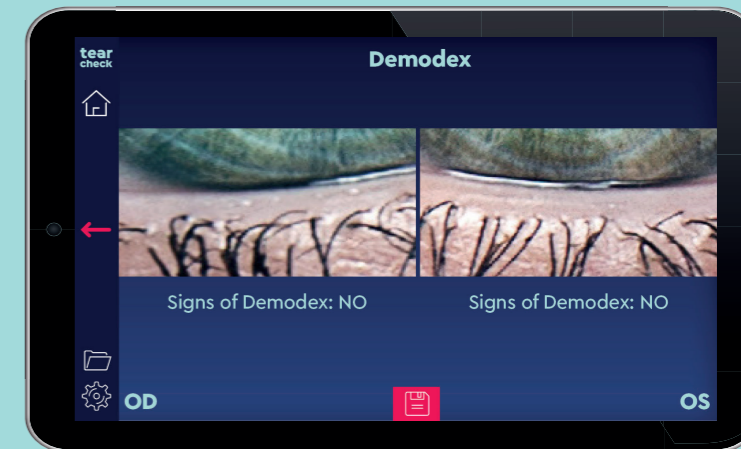 tear
check
Demodex
Signs of Demodex: NO
Signs of Demodex: NO
OD
OS